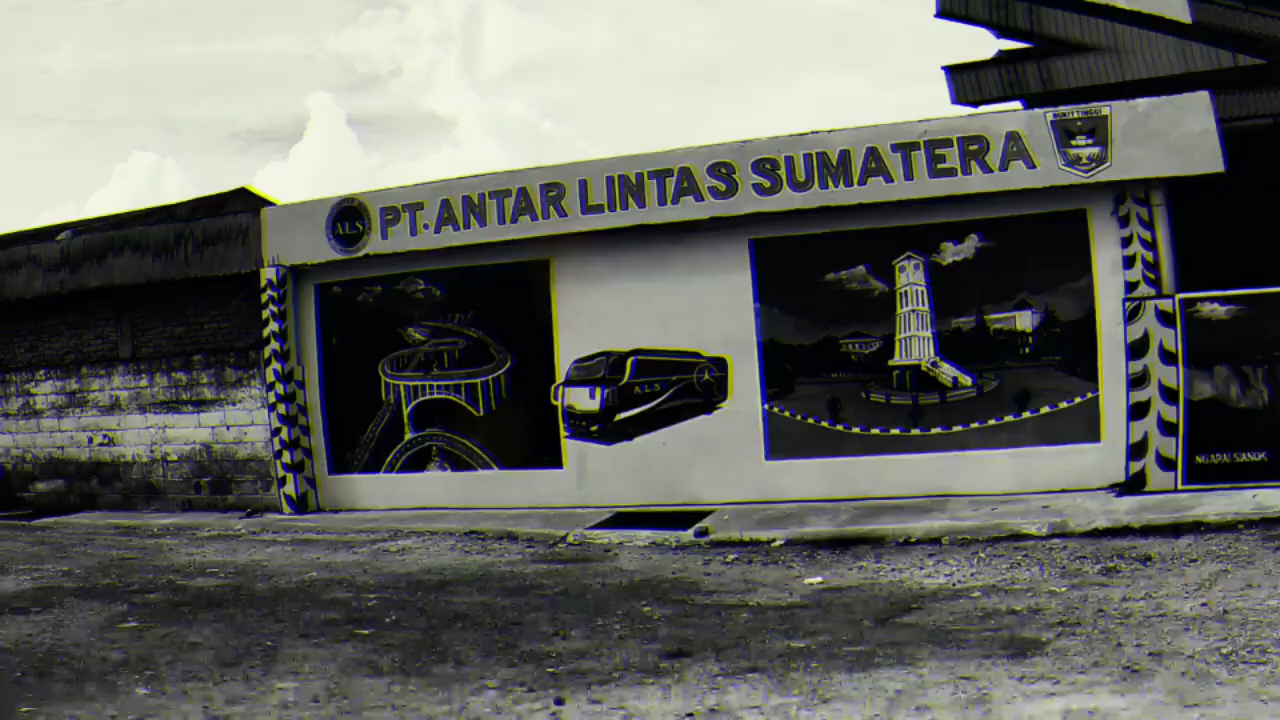 BUKITTINGGI
ALS PT. ANTAR LINTAS SUMATERA
A.L.S
NGARAI SIANOK